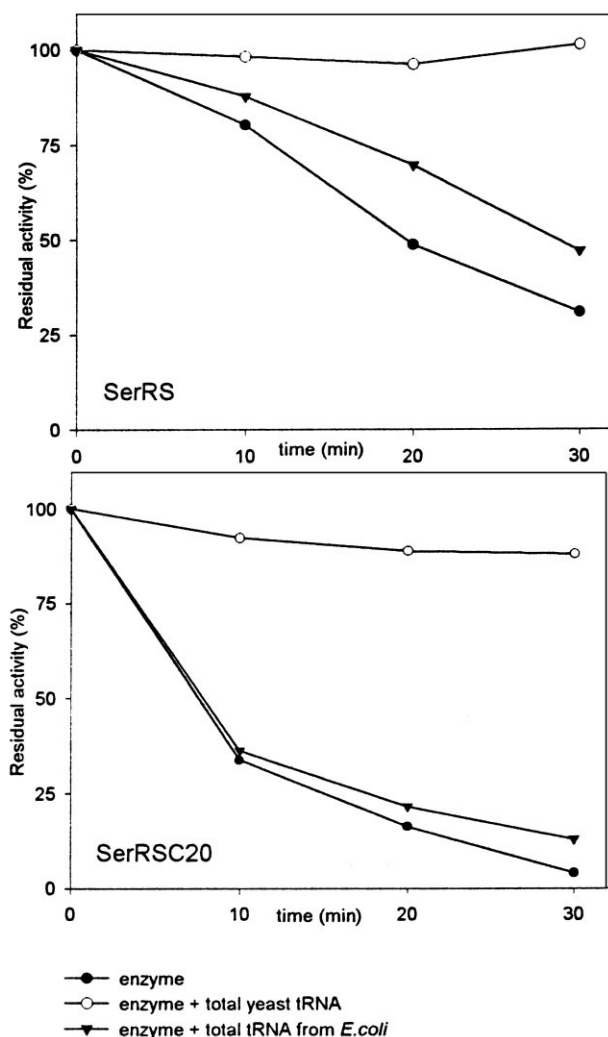 100
75
50
25
0
Residual activity (%)
SerRS
0
10
20
30
time (min)
100
75
50
25
0
Residual activity (%)
SerRSC20
0
10
20
30
time (min)
enzyme
enzyme + total yeast tRNA
enzyme + total tRNA from E.coli